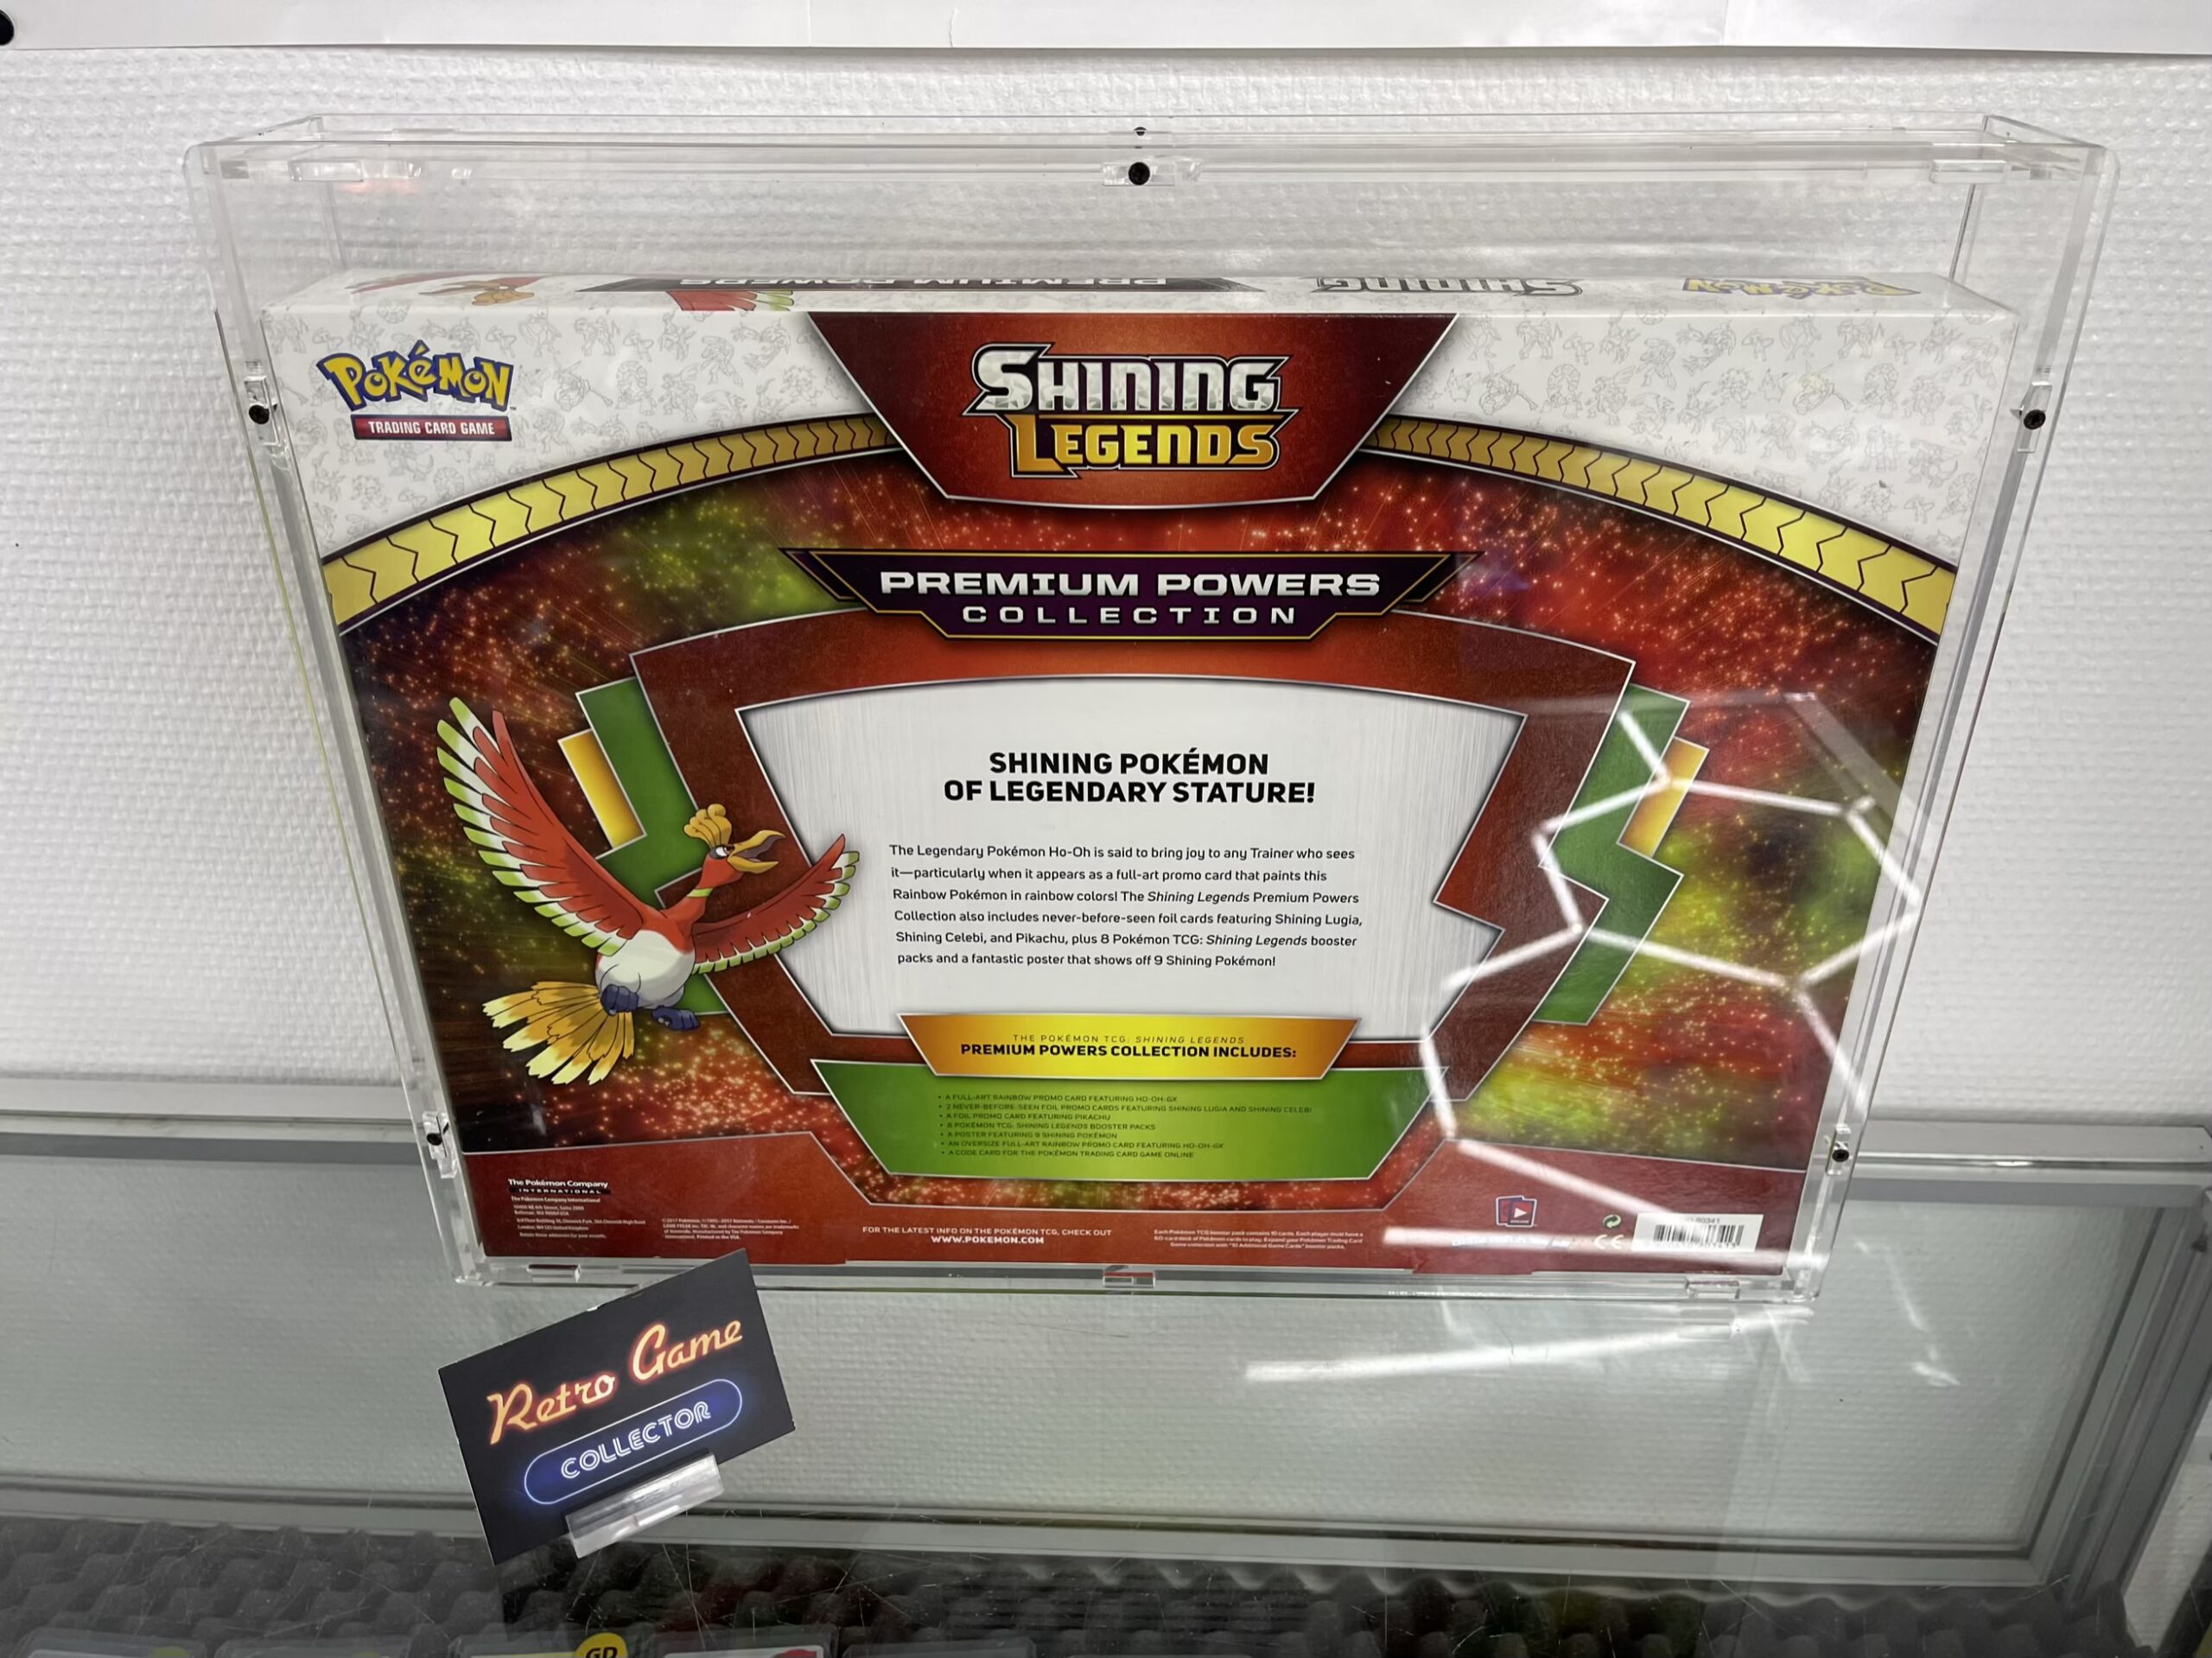 PREMIUM POWERS
SHINING
POKéMON
POKéMON
TRADING CARD GAME
SHINING
LEGENDS
PREMIUM POWERS
COLLECTION
SHINING POKÉMON
OF LEGENDARY STATURE!
The Legendary Pokémon Ho-Oh is said to bring joy to any Trainer who sees
it—particularly when it appears as a full-art promo card that paints this
Rainbow Pokémon in rainbow colors! The Shining Legends Premium Powers
Collection also includes never-before-seen foil cards featuring Shining Lugia,
Shining Celebi, and Pikachu, plus 8 Pokémon TCG: Shining Legends booster
packs and a fantastic poster that shows off 9 Shining Pokémon!
THE POKÉMON TCG: SHINING LEGENDS
PREMIUM POWERS COLLECTION INCLUDES:
• A FULL-ART RAINBOW PROMO CARD FEATURING HO-OH-GX
• 2 NEVER-BEFORE-SEEN FOIL PROMO CARDS FEATURING SHINING LUGIA AND SHINING CELEBI
• A FOIL PROMO CARD FEATURING PIKACHU
• 8 POKÉMON TCG: SHINING LEGENDS BOOSTER PACKS
• A POSTER FEATURING 9 SHINING POKÉMON
• AN OVERSIZE FULL-ART RAINBOW PROMO CARD FEATURING HO-OH-GX
• A CODE CARD FOR THE POKÉMON TRADING CARD GAME ONLINE
The Pokémon Company
INTERNATIONAL
The Pokémon Company International
FOR THE LATEST INFO ON THE POKÉMON TCG, CHECK OUT
WWW.POKEMON.COM
CE
Retro Game
COLLECTOR
GD